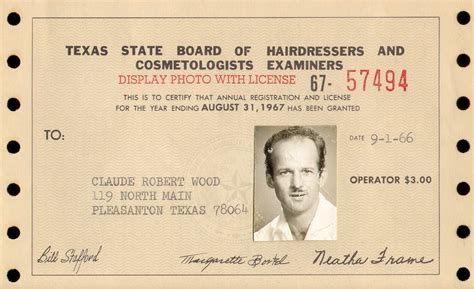 TEXAS STATE BOARD OF HAIRDRESSERS AND
COSMETOLOGISTS EXAMINERS
DISPLAY PHOTO WITH LICENSE 67- 57494
THIS IS TO CERTIFY THAT ANNUAL REGISTRATION AND LICENSE
FOR THE YEAR ENDING AUGUST 31, 1967 HAS BEEN GRANTED
TO:
DATE 9-1-66
CLAUDE ROBERT WOOD
119 NORTH MAIN
PLEASANTON TEXAS 78064
OPERATOR $3.00
Bill Stafford Margarette Neatha Frame